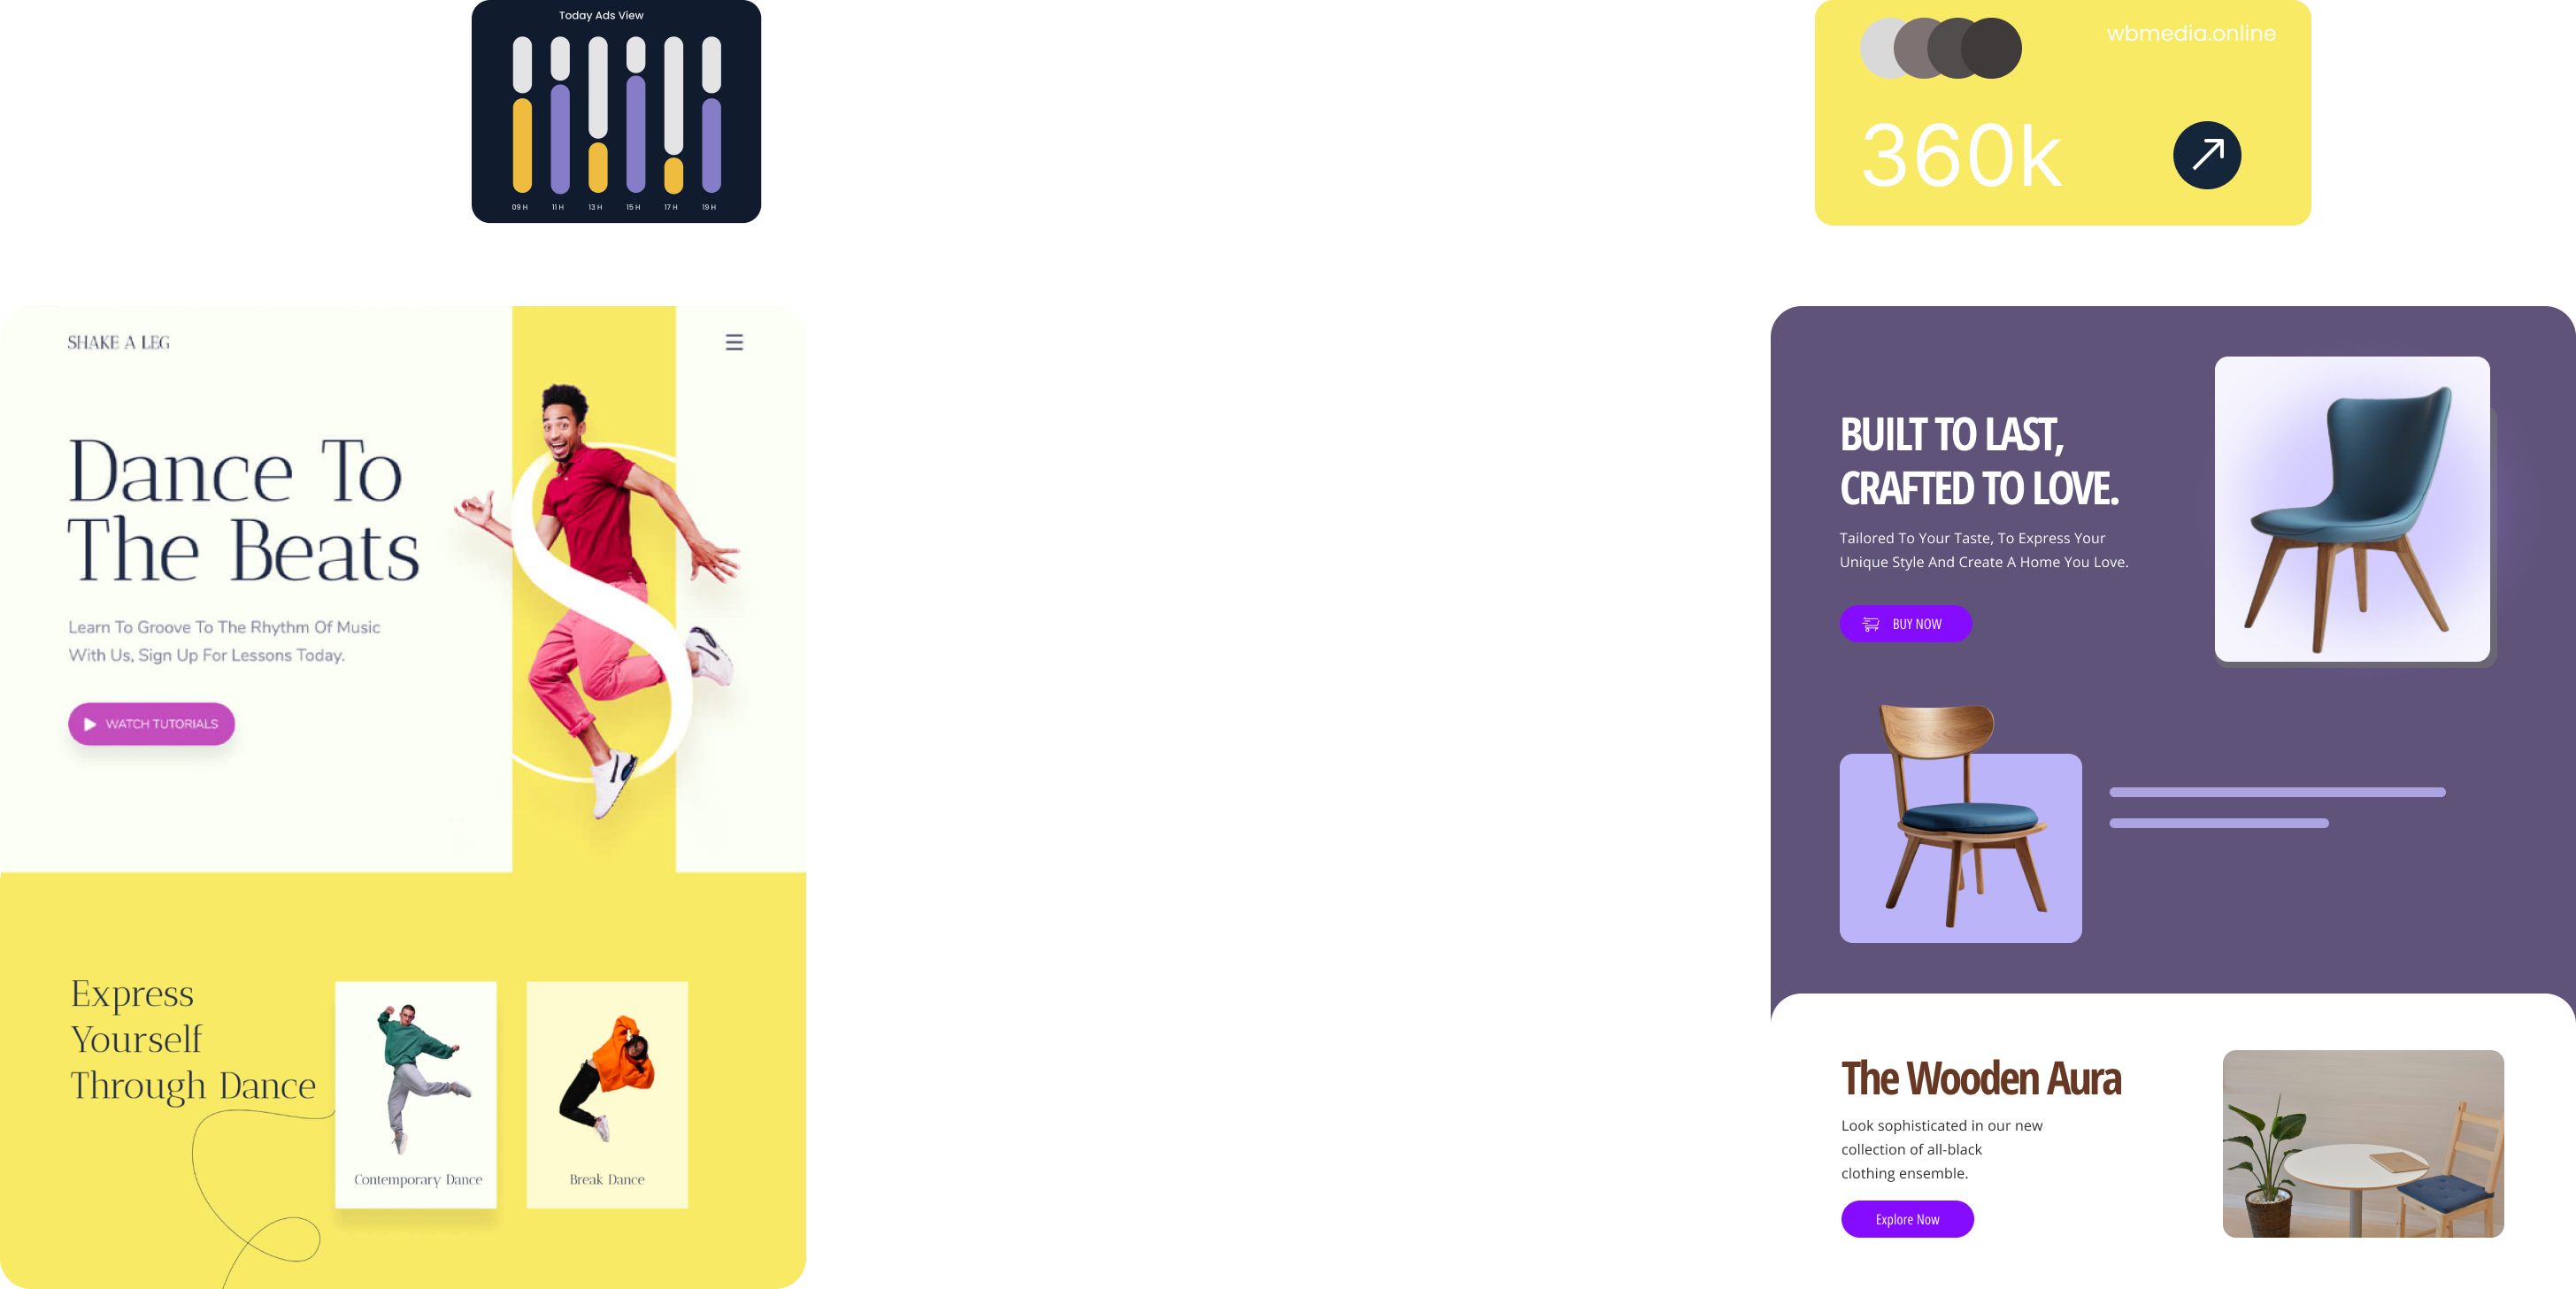 Today Ads View
09 H 11 H 13 H 15 H 17 H 19 H
wbmedia.online
360k
SHAKE A LEG
Dance To
The Beats
Learn To Groove To The Rhythm Of Music
With Us, Sign Up For Lessons Today.
WATCH TUTORIALS
S
Express
Yourself
Through Dance
Contemporary Dance
Break Dance
BUILT TO LAST,
CRAFTED TO LOVE.
Tailored To Your Taste, To Express Your
Unique Style And Create A Home You Love.
BUY NOW
The Wooden Aura
Look sophisticated in our new
collection of all-black
clothing ensemble.
Explore Now